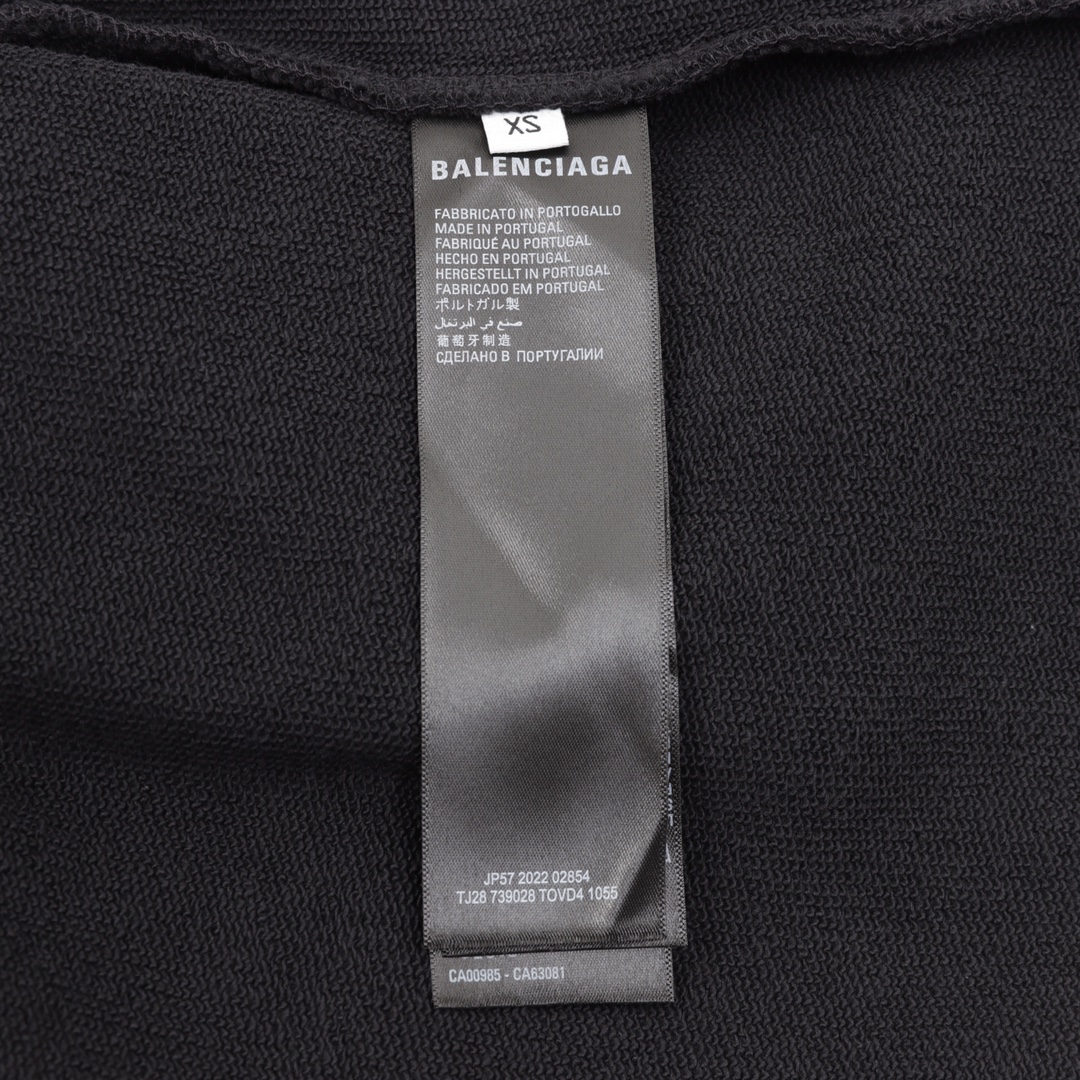 XS
BALENCIAGA
FABBRICATO IN PORTOGALLO
MADE IN PORTUGAL
FABRIQUÉ AU PORTUGAL
HECHO EN PORTUGAL
HERGESTELLT IN PORTUGAL
FABRICADO EM PORTUGAL
ポルトガル製
صنع في البرتغال
葡萄牙制造
СДЕЛАНО В ПОРТУГАЛИИ
JP57 2022 02854
TJ28 739028 TOVD4 1055
CA00985 - CA63081